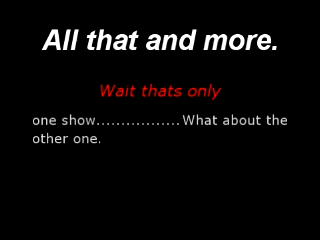 All that and more.
Wait thats only
one show.................What about the
other one.